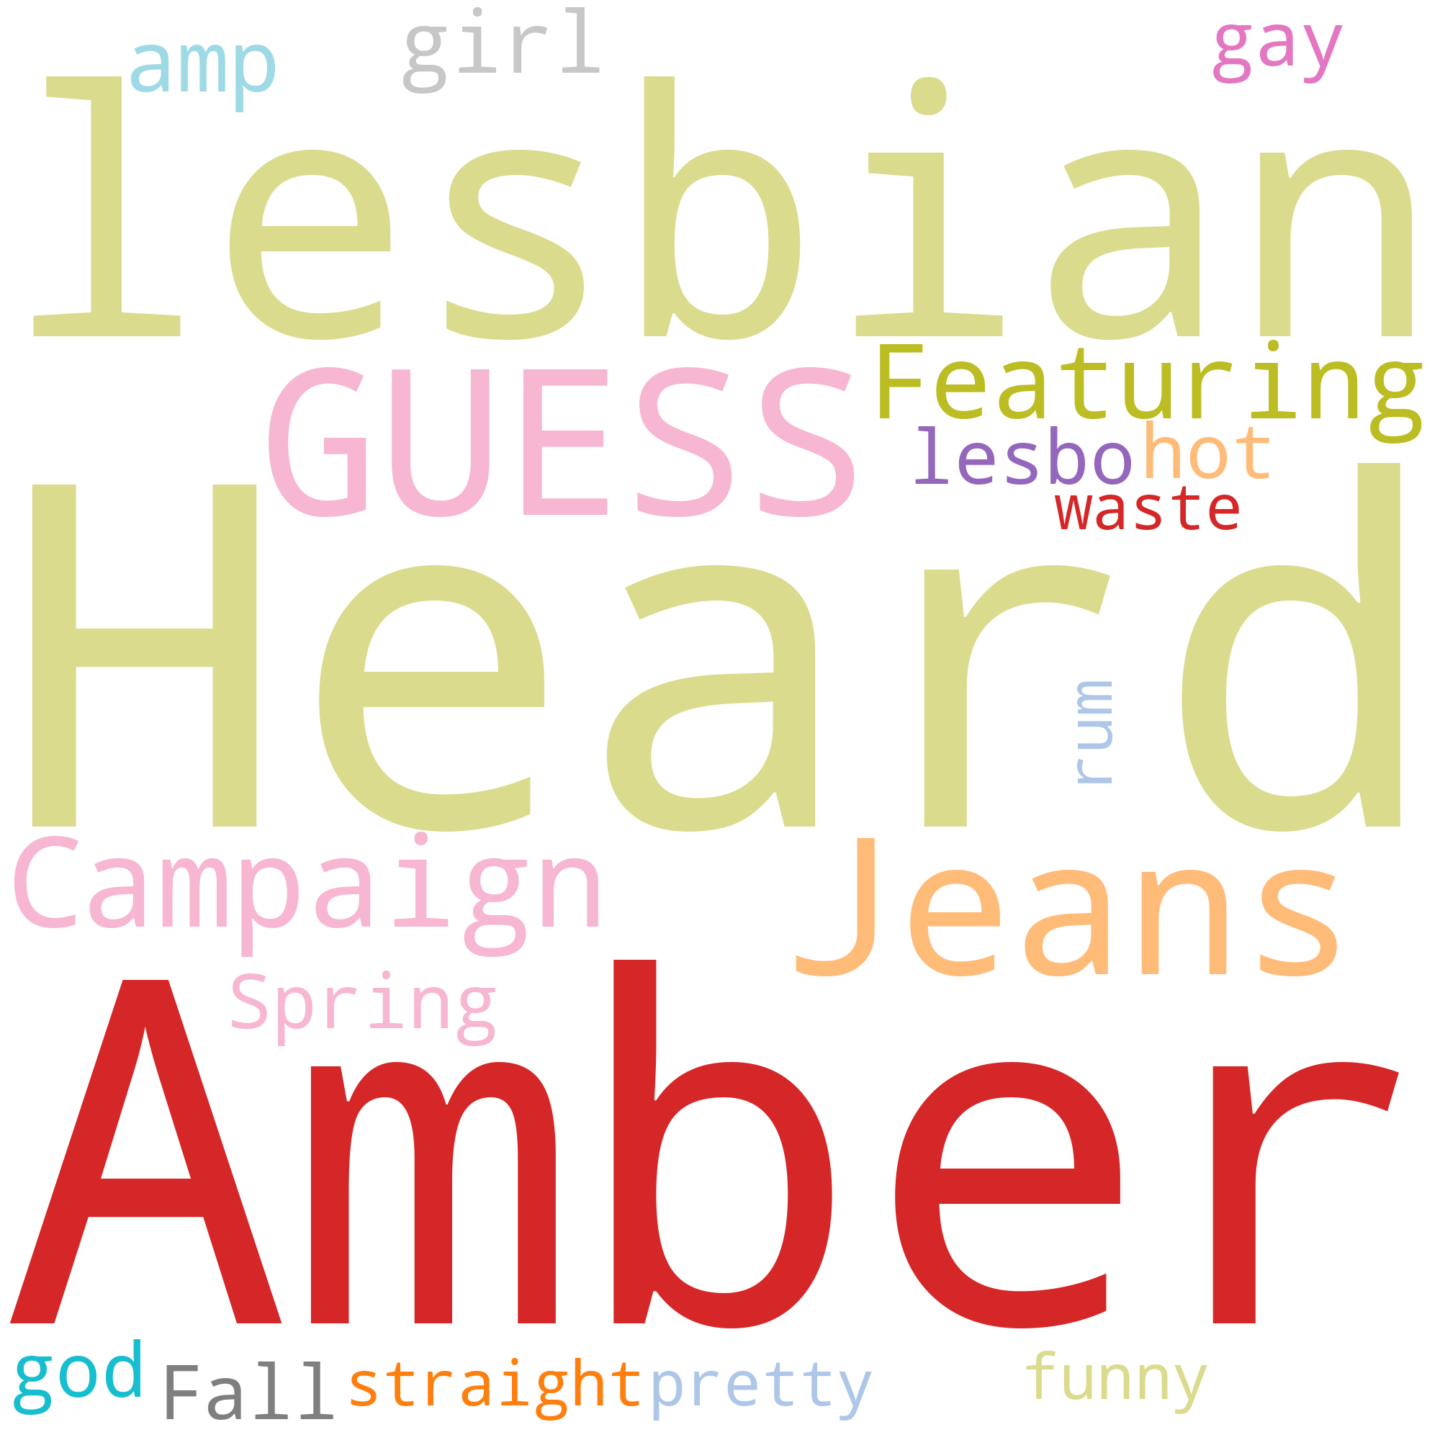 amp girl gay
lesbian
GUESS Featuring
lesbo hot
waste
Heard
rum
Campaign Jeans
Spring
Amber
god Fall straight pretty funny